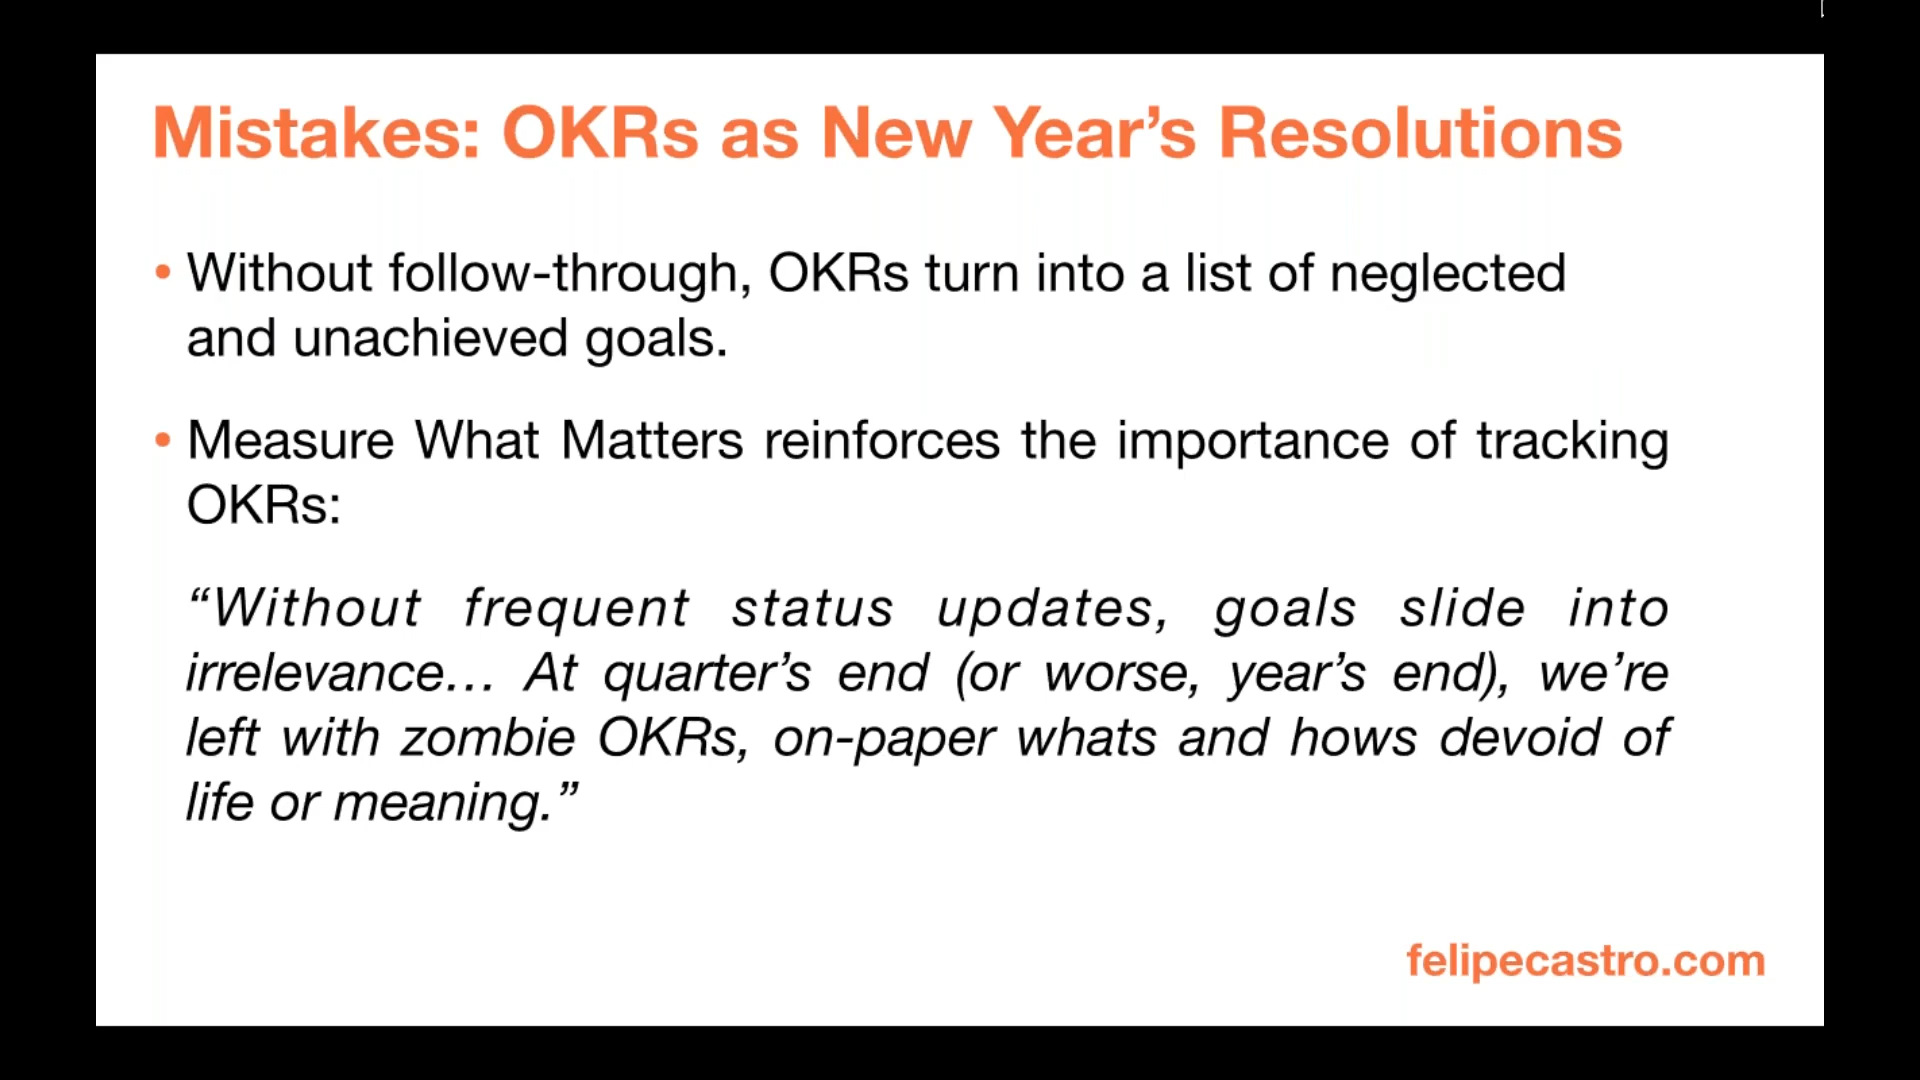 Mistakes: OKRs as New Year’s Resolutions
• Without follow-through, OKRs turn into a list of neglected
and unachieved goals.
• Measure What Matters reinforces the importance of tracking
OKRs:
“Without frequent status updates, goals slide into
irrelevance… At quarter’s end (or worse, year’s end), we’re
left with zombie OKRs, on-paper whats and hows devoid of
life or meaning.”
felipecastro.com